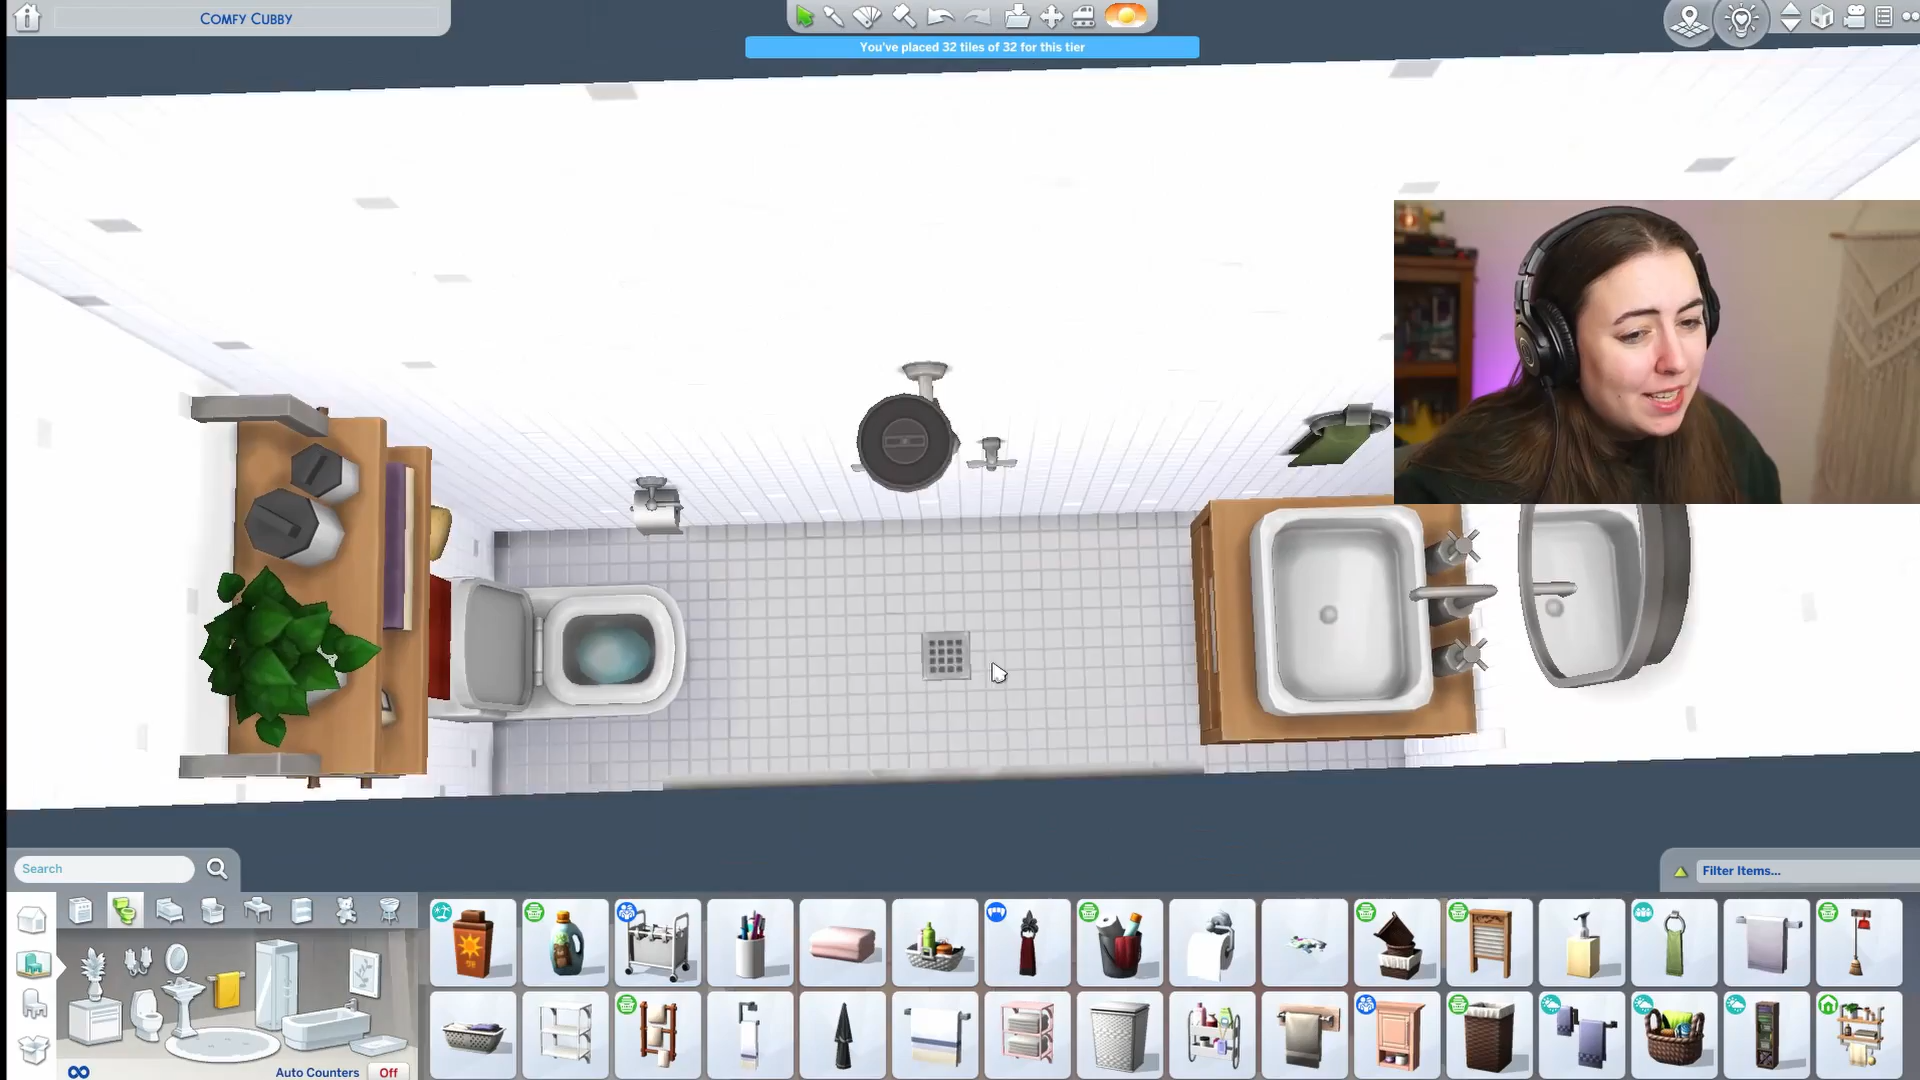 Comfy Cubby
You've placed 32 tiles of 32 for this tier
Search
Filter Items...
Auto Counters
Off